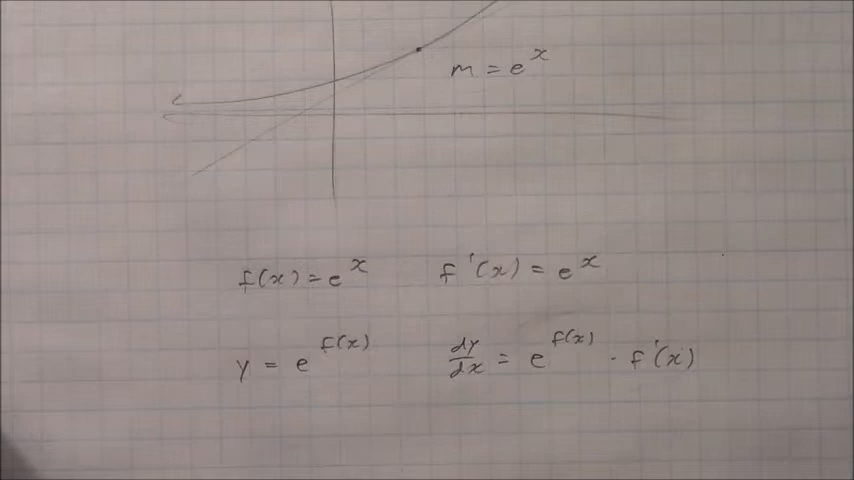 m = e^x
f(x) = e^x f'(x) = e^x
y = e^f(x) dy/dx = e^f(x) · f'(x)